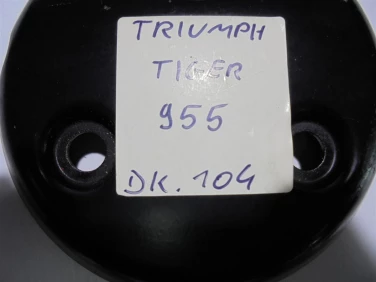 TRIUMPH
TIGER
955
DK. 104